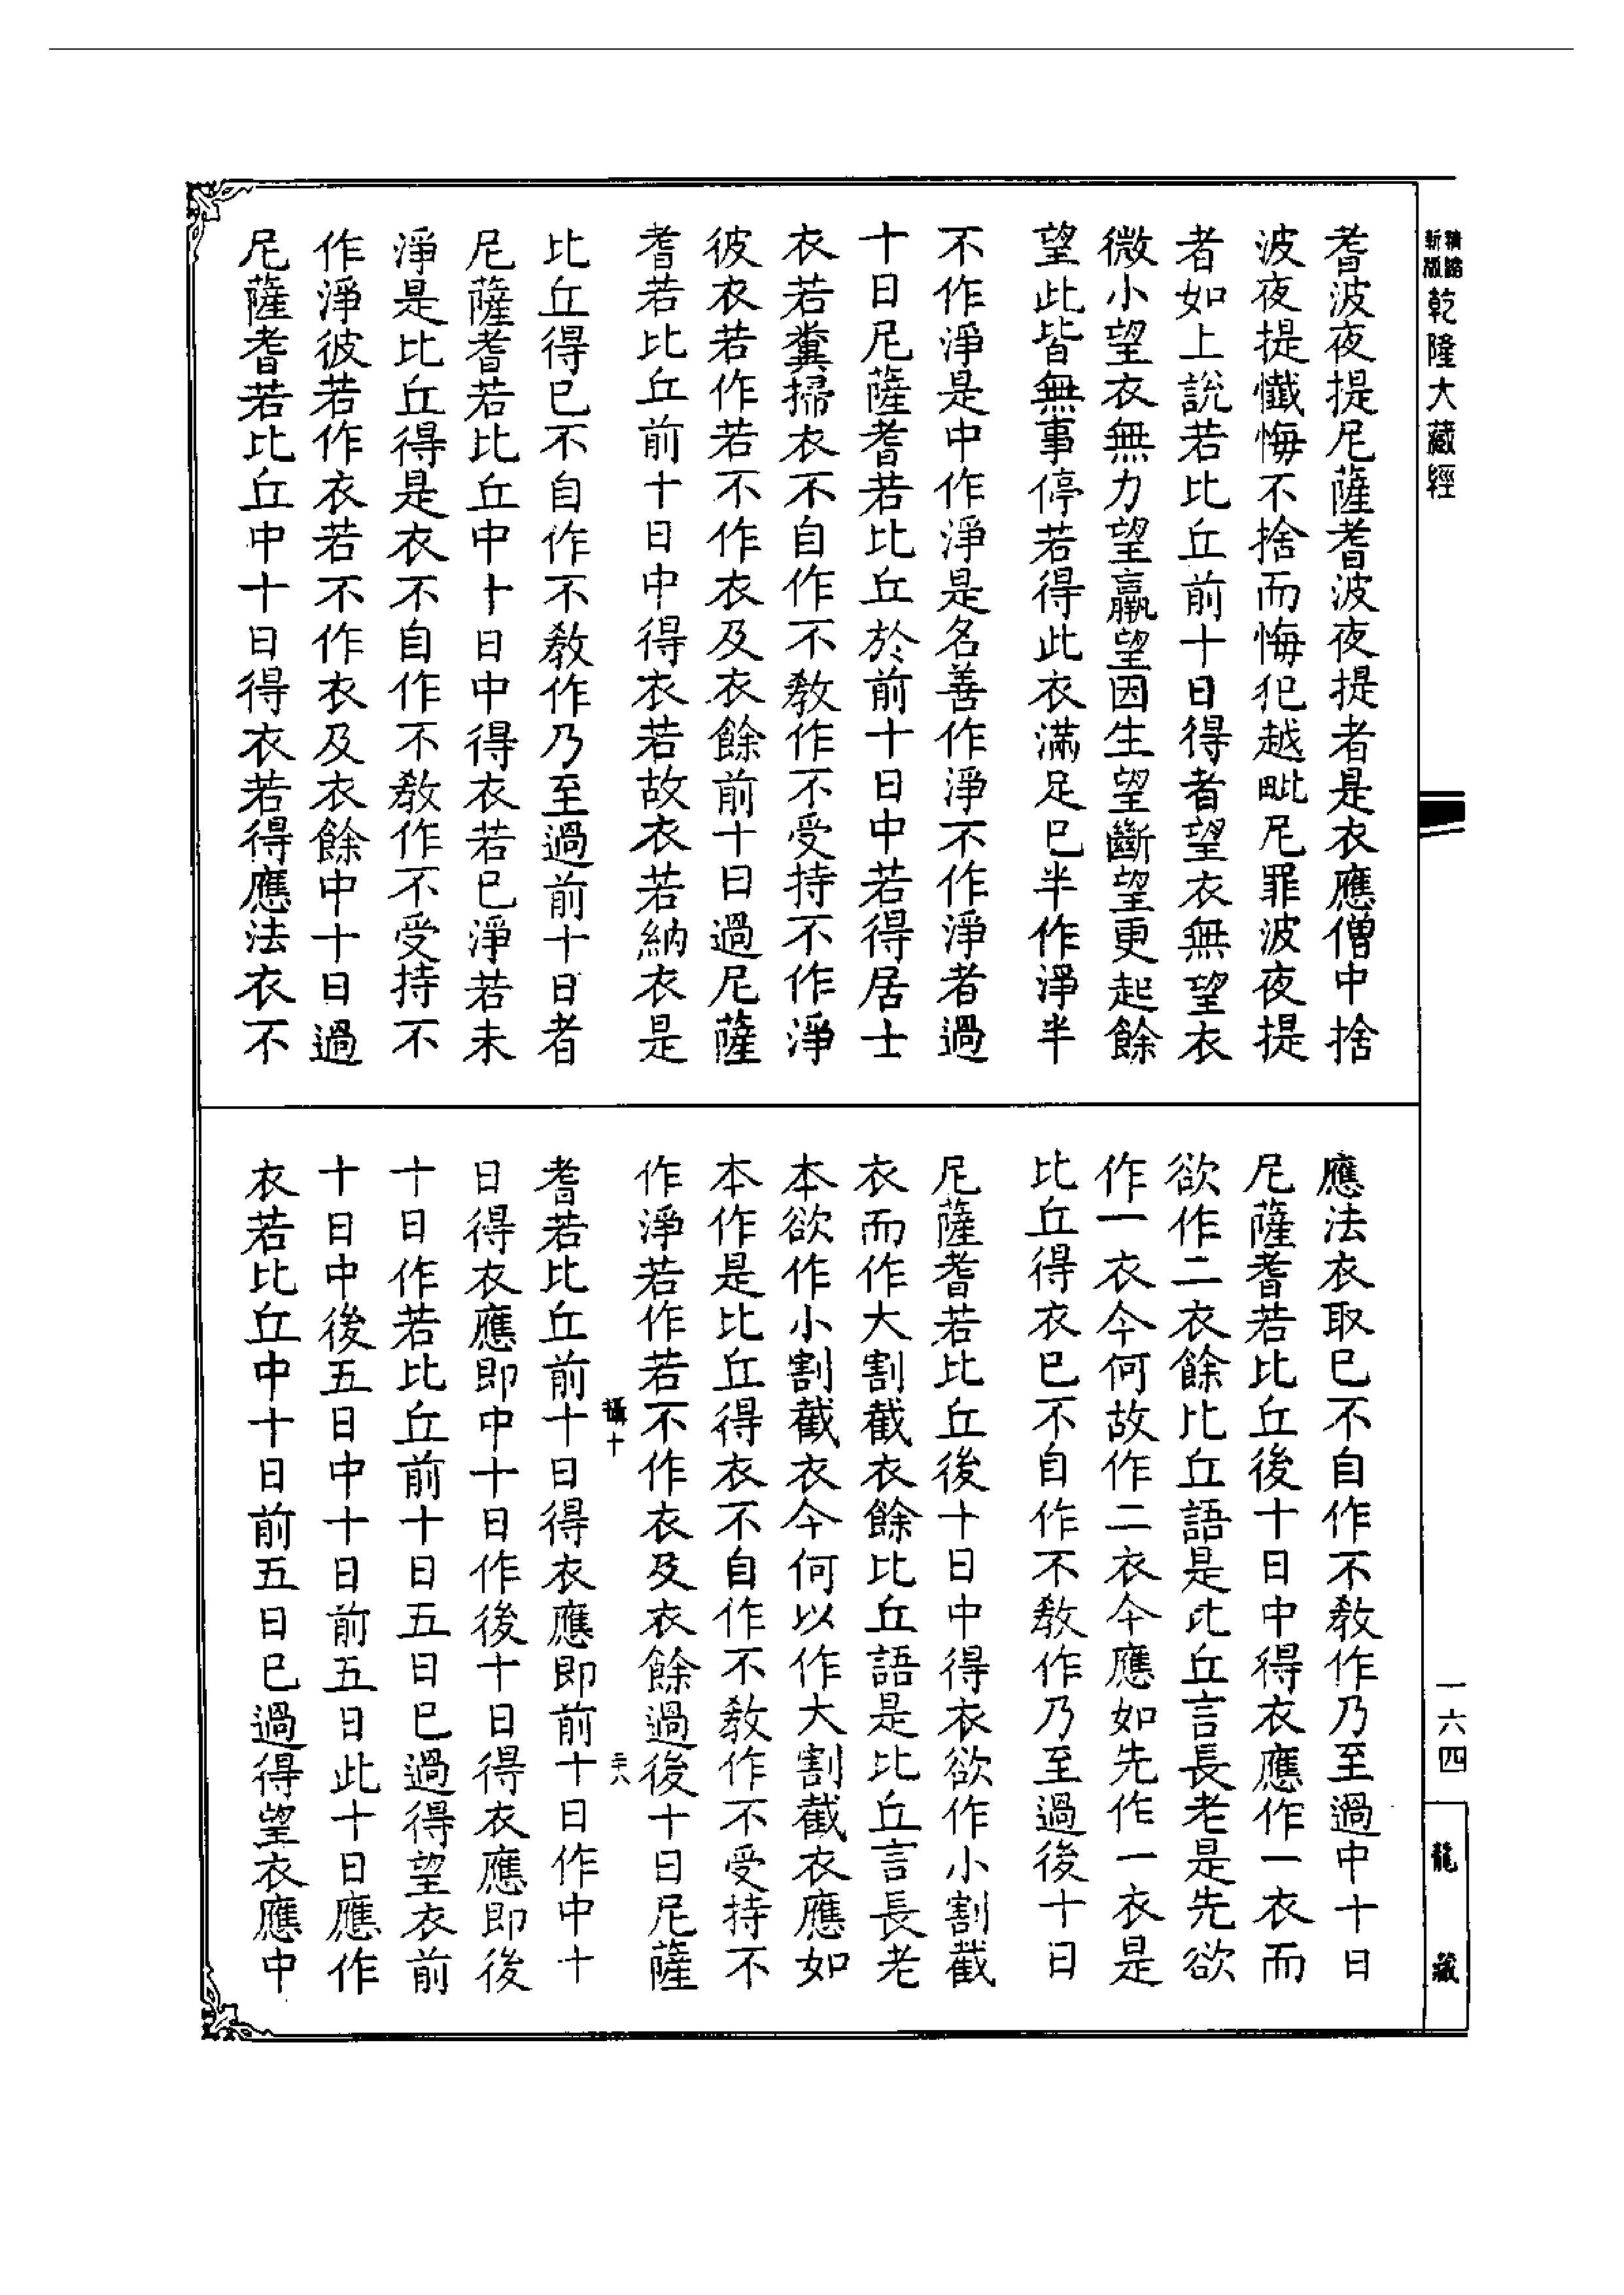 精縮
新版
乾隆大藏經
一六四
龍藏
耆波夜提尼薩耆波夜提者是衣應僧中捨
波夜提懺悔不捨而悔犯越毗尼罪波夜提
者如上說若比丘前十日得者望衣無望衣
微小望衣無力望羸望因生望斷望更起餘
望此皆無事停若得此衣滿足已半作淨半
不作淨是中作淨是名善作淨不作淨者過
十日尼薩耆若比丘於前十日中若得居士
衣若糞掃衣不自作不教作不受持不作淨
彼衣若作若不作衣及衣餘前十日過尼薩
耆若比丘前十日中得衣若故衣若納衣是
比丘得已不自作不教作乃至過前十日者
尼薩耆若比丘中十日中得衣若已淨若未
淨是比丘得是衣不自作不教作不受持不
作淨彼若作衣若不作衣及衣餘中十日過
尼薩耆若比丘中十日得衣若得應法衣不
應法衣取已不自作不教作乃至過中十日
尼薩耆若比丘後十日中得衣應作一衣而
欲作二衣餘比丘語是比丘言長老是先欲
作一衣今何故作二衣今應如先作一衣是
比丘得衣已不自作不教作乃至過後十日
尼薩耆若比丘後十日中得衣欲作小割截
衣而作大割截衣餘比丘語是比丘言長老
本欲作小割截衣今何以作大割截衣應如
本作是比丘得衣不自作不教作不受持不
作淨若作若不作衣及衣餘過後十日尼薩
攝十
二十八
耆若比丘前十日得衣應即前十日作中十
日得衣應即中十日作後十日得衣應即後
十日作若比丘前十日五日已過得望衣前
十日中後五日中十日前五日此十日應作
衣若比丘中十日前五日已過得望衣應中